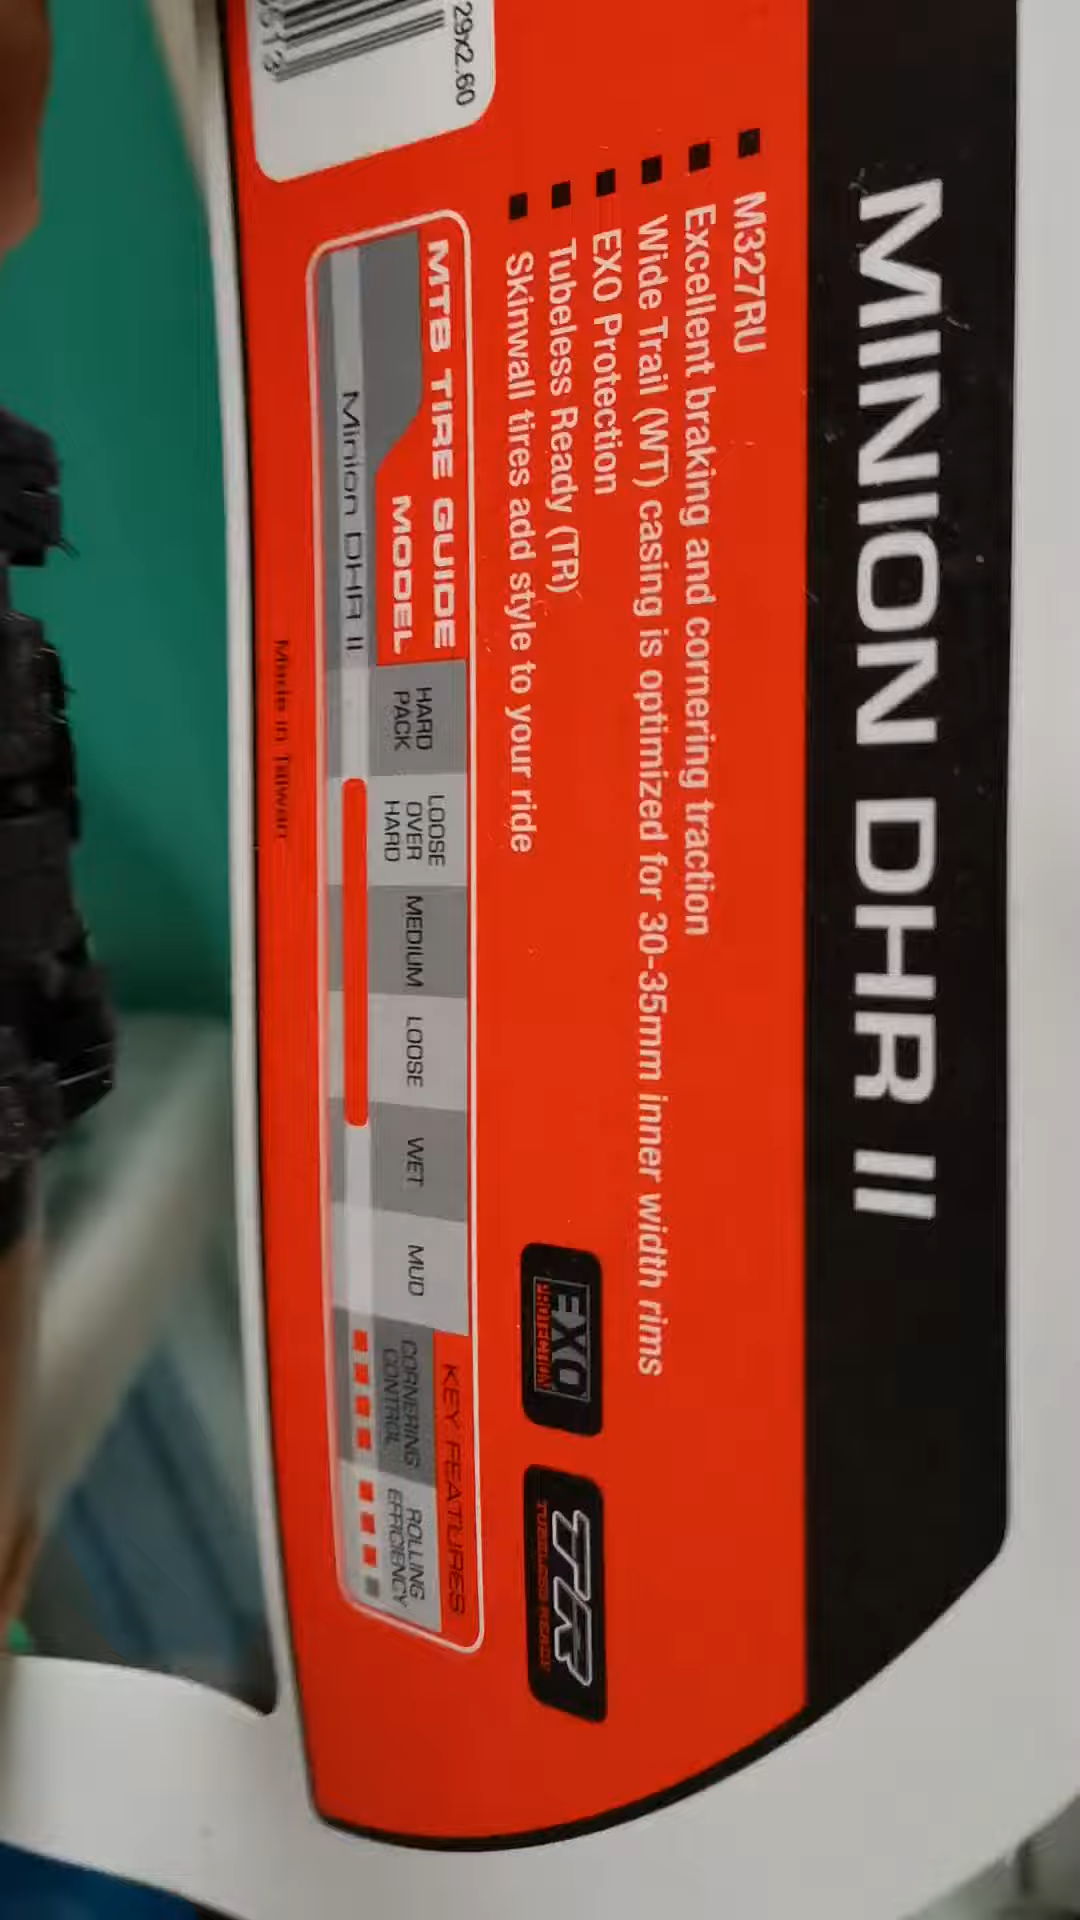 MINION DHR II
M327RU
Excellent braking and cornering traction
Wide Trail (WT) casing is optimized for 30-35mm inner width rims
EXO Protection
Tubeless Ready (TR)
Skinwall tires add style to your ride
29x2.60
EXO
PROTECTION
TR
TUBELESS READY
MTB TIRE GUIDE
MODEL
HARD
PACK
LOOSE
OVER
HARD
MEDIUM
LOOSE
WET
MUD
KEY FEATURES
CORNERING
CONTROL
ROLLING
EFFICIENCY
Minion DHR II
Made in Taiwan